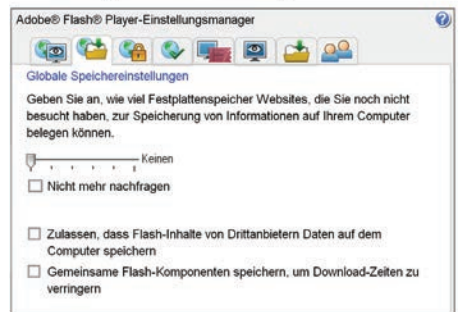 Adobe® Flash® Player-Einstellungsmanager
Globale Speichereinstellungen
Geben Sie an, wie viel Festplattenspeicher Websites, die Sie noch nicht
besucht haben, zur Speicherung von Informationen auf Ihrem Computer
belegen können.
Keinen
Nicht mehr nachfragen
Zulassen, dass Flash-Inhalte von Drittanbietern Daten auf dem
Computer speichern
Gemeinsame Flash-Komponenten speichern, um Download-Zeiten zu
verringern